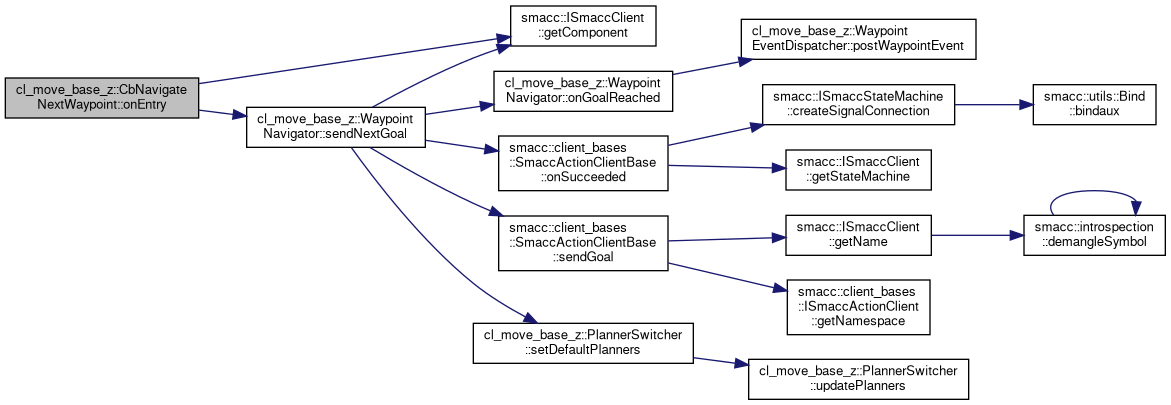 cl_move_base_z::CbNavigate
NextWaypoint::onEntry
smacc::ISmaccClient
::getComponent
cl_move_base_z::Waypoint
Navigator::sendNextGoal
cl_move_base_z::Waypoint
Navigator::onGoalReached
cl_move_base_z::Waypoint
EventDispatcher::postWaypointEvent
smacc::client_bases
::SmaccActionClientBase
::onSucceeded
smacc::ISmaccStateMachine
::createSignalConnection
smacc::utils::Bind
::bindaux
smacc::ISmaccClient
::getStateMachine
smacc::client_bases
::SmaccActionClientBase
::sendGoal
smacc::ISmaccClient
::getName
smacc::introspection
::demangleSymbol
smacc::client_bases
::ISmaccActionClient
::getNamespace
cl_move_base_z::PlannerSwitcher
::setDefaultPlanners
cl_move_base_z::PlannerSwitcher
::updatePlanners